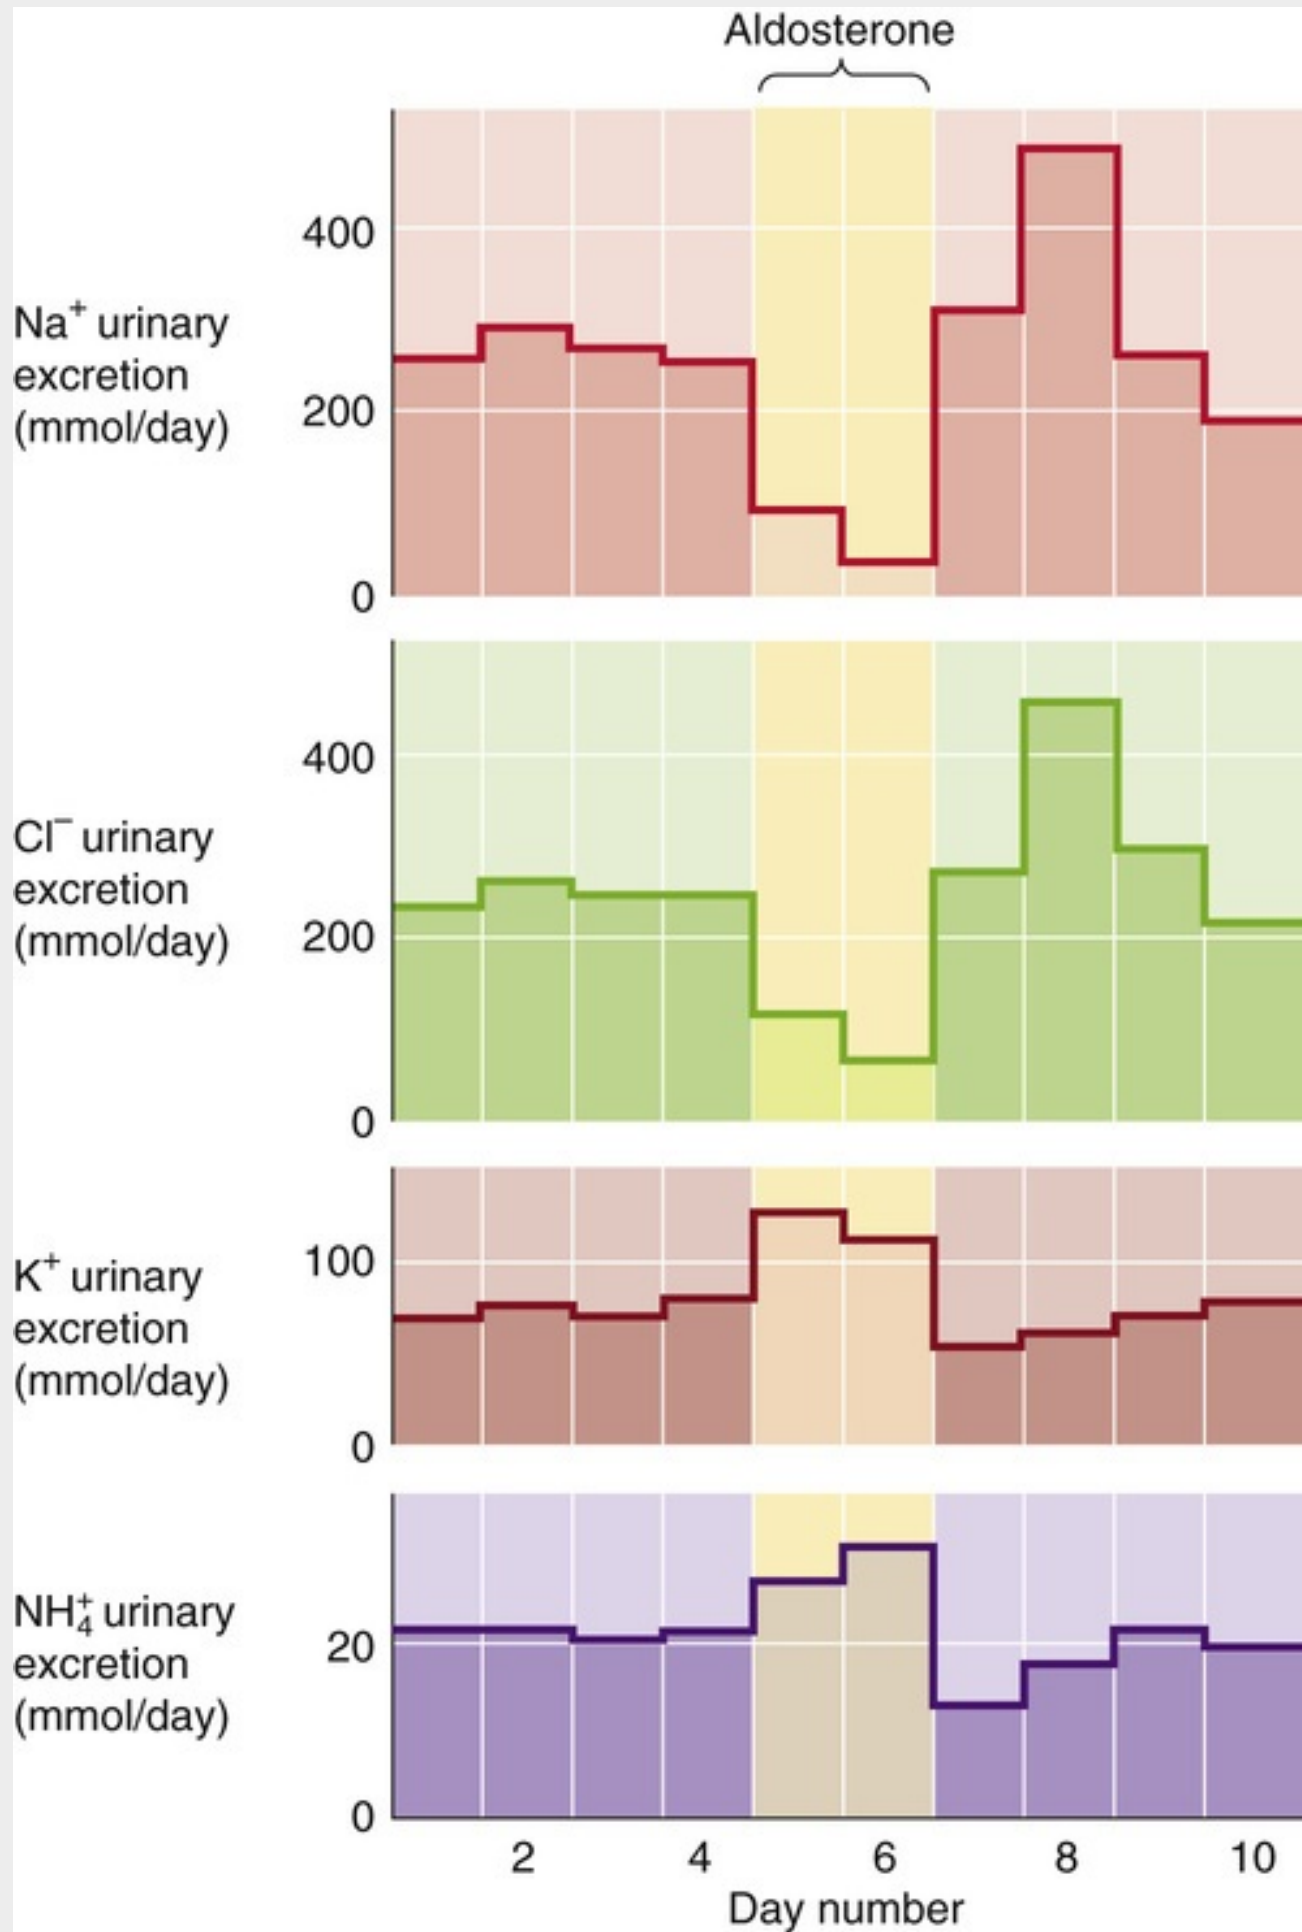 Aldosterone
400
Na⁺ urinary
excretion
(mmol/day)
200
0
400
Cl⁻ urinary
excretion
(mmol/day)
200
0
100
K⁺ urinary
excretion
(mmol/day)
0
NH₄⁺ urinary
excretion
(mmol/day)
20
0
2 4 6 8 10
Day number